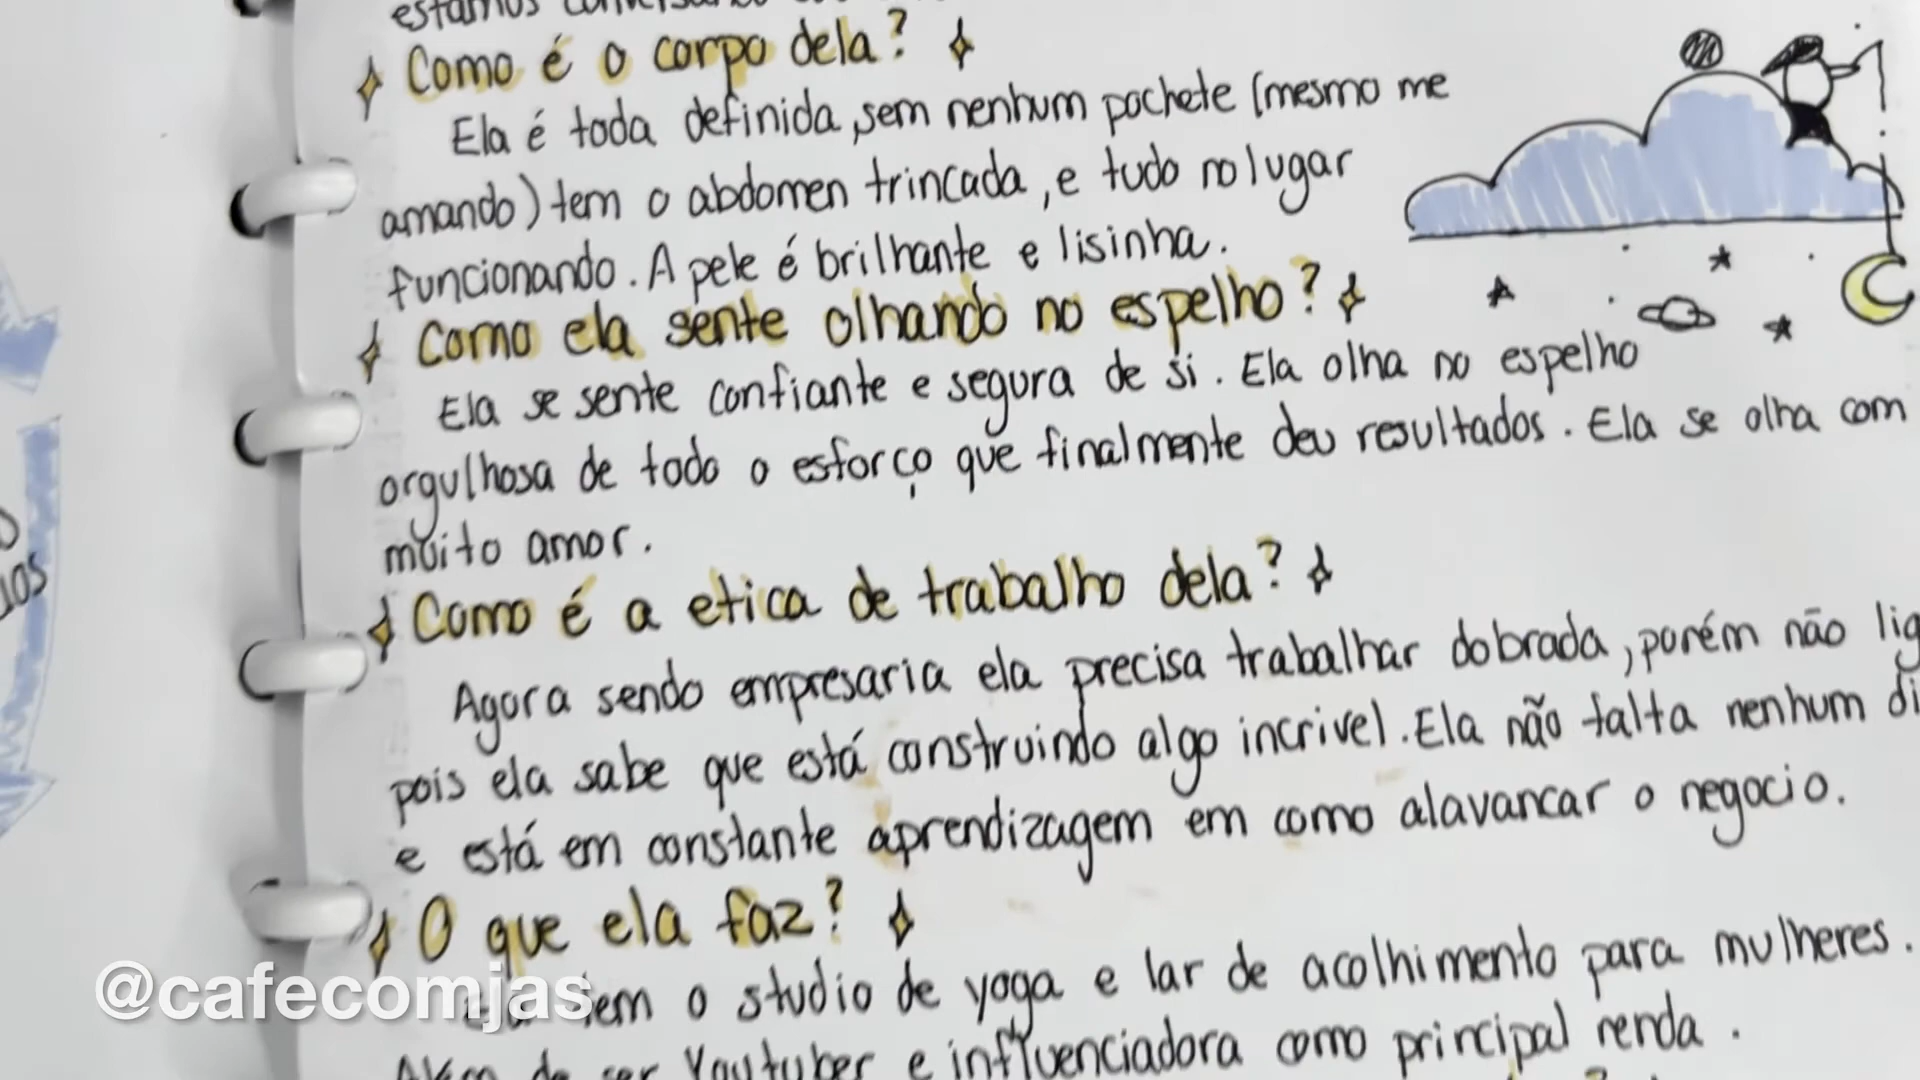 estamos
Como é o corpo dela?
Ela é toda definida, sem nenhum pochete (mesmo me
amando) tem o abdomen trincada, e tudo no lugar
funcionando. A pele é brilhante e lisinha.
Como ela sente olhando no espelho?
Ela se sente confiante e segura de si. Ela olha no espelho
orgulhosa de todo o esforço que finalmente deu resultados. Ela se olha com
muito amor.
Como é a etica de trabalho dela?
Agora sendo empresaria ela precisa trabalhar dobrada, porém não lig
pois ela sabe que está construindo algo incrivel. Ela não falta nenhum di
e está em constante aprendizagem em como alavancar o negocio.
O que ela faz?
tem o studio de yoga e lar de acolhimento para mulheres.
Além de ser Youtuber e influenciadora como principal renda.
@cafecomjas